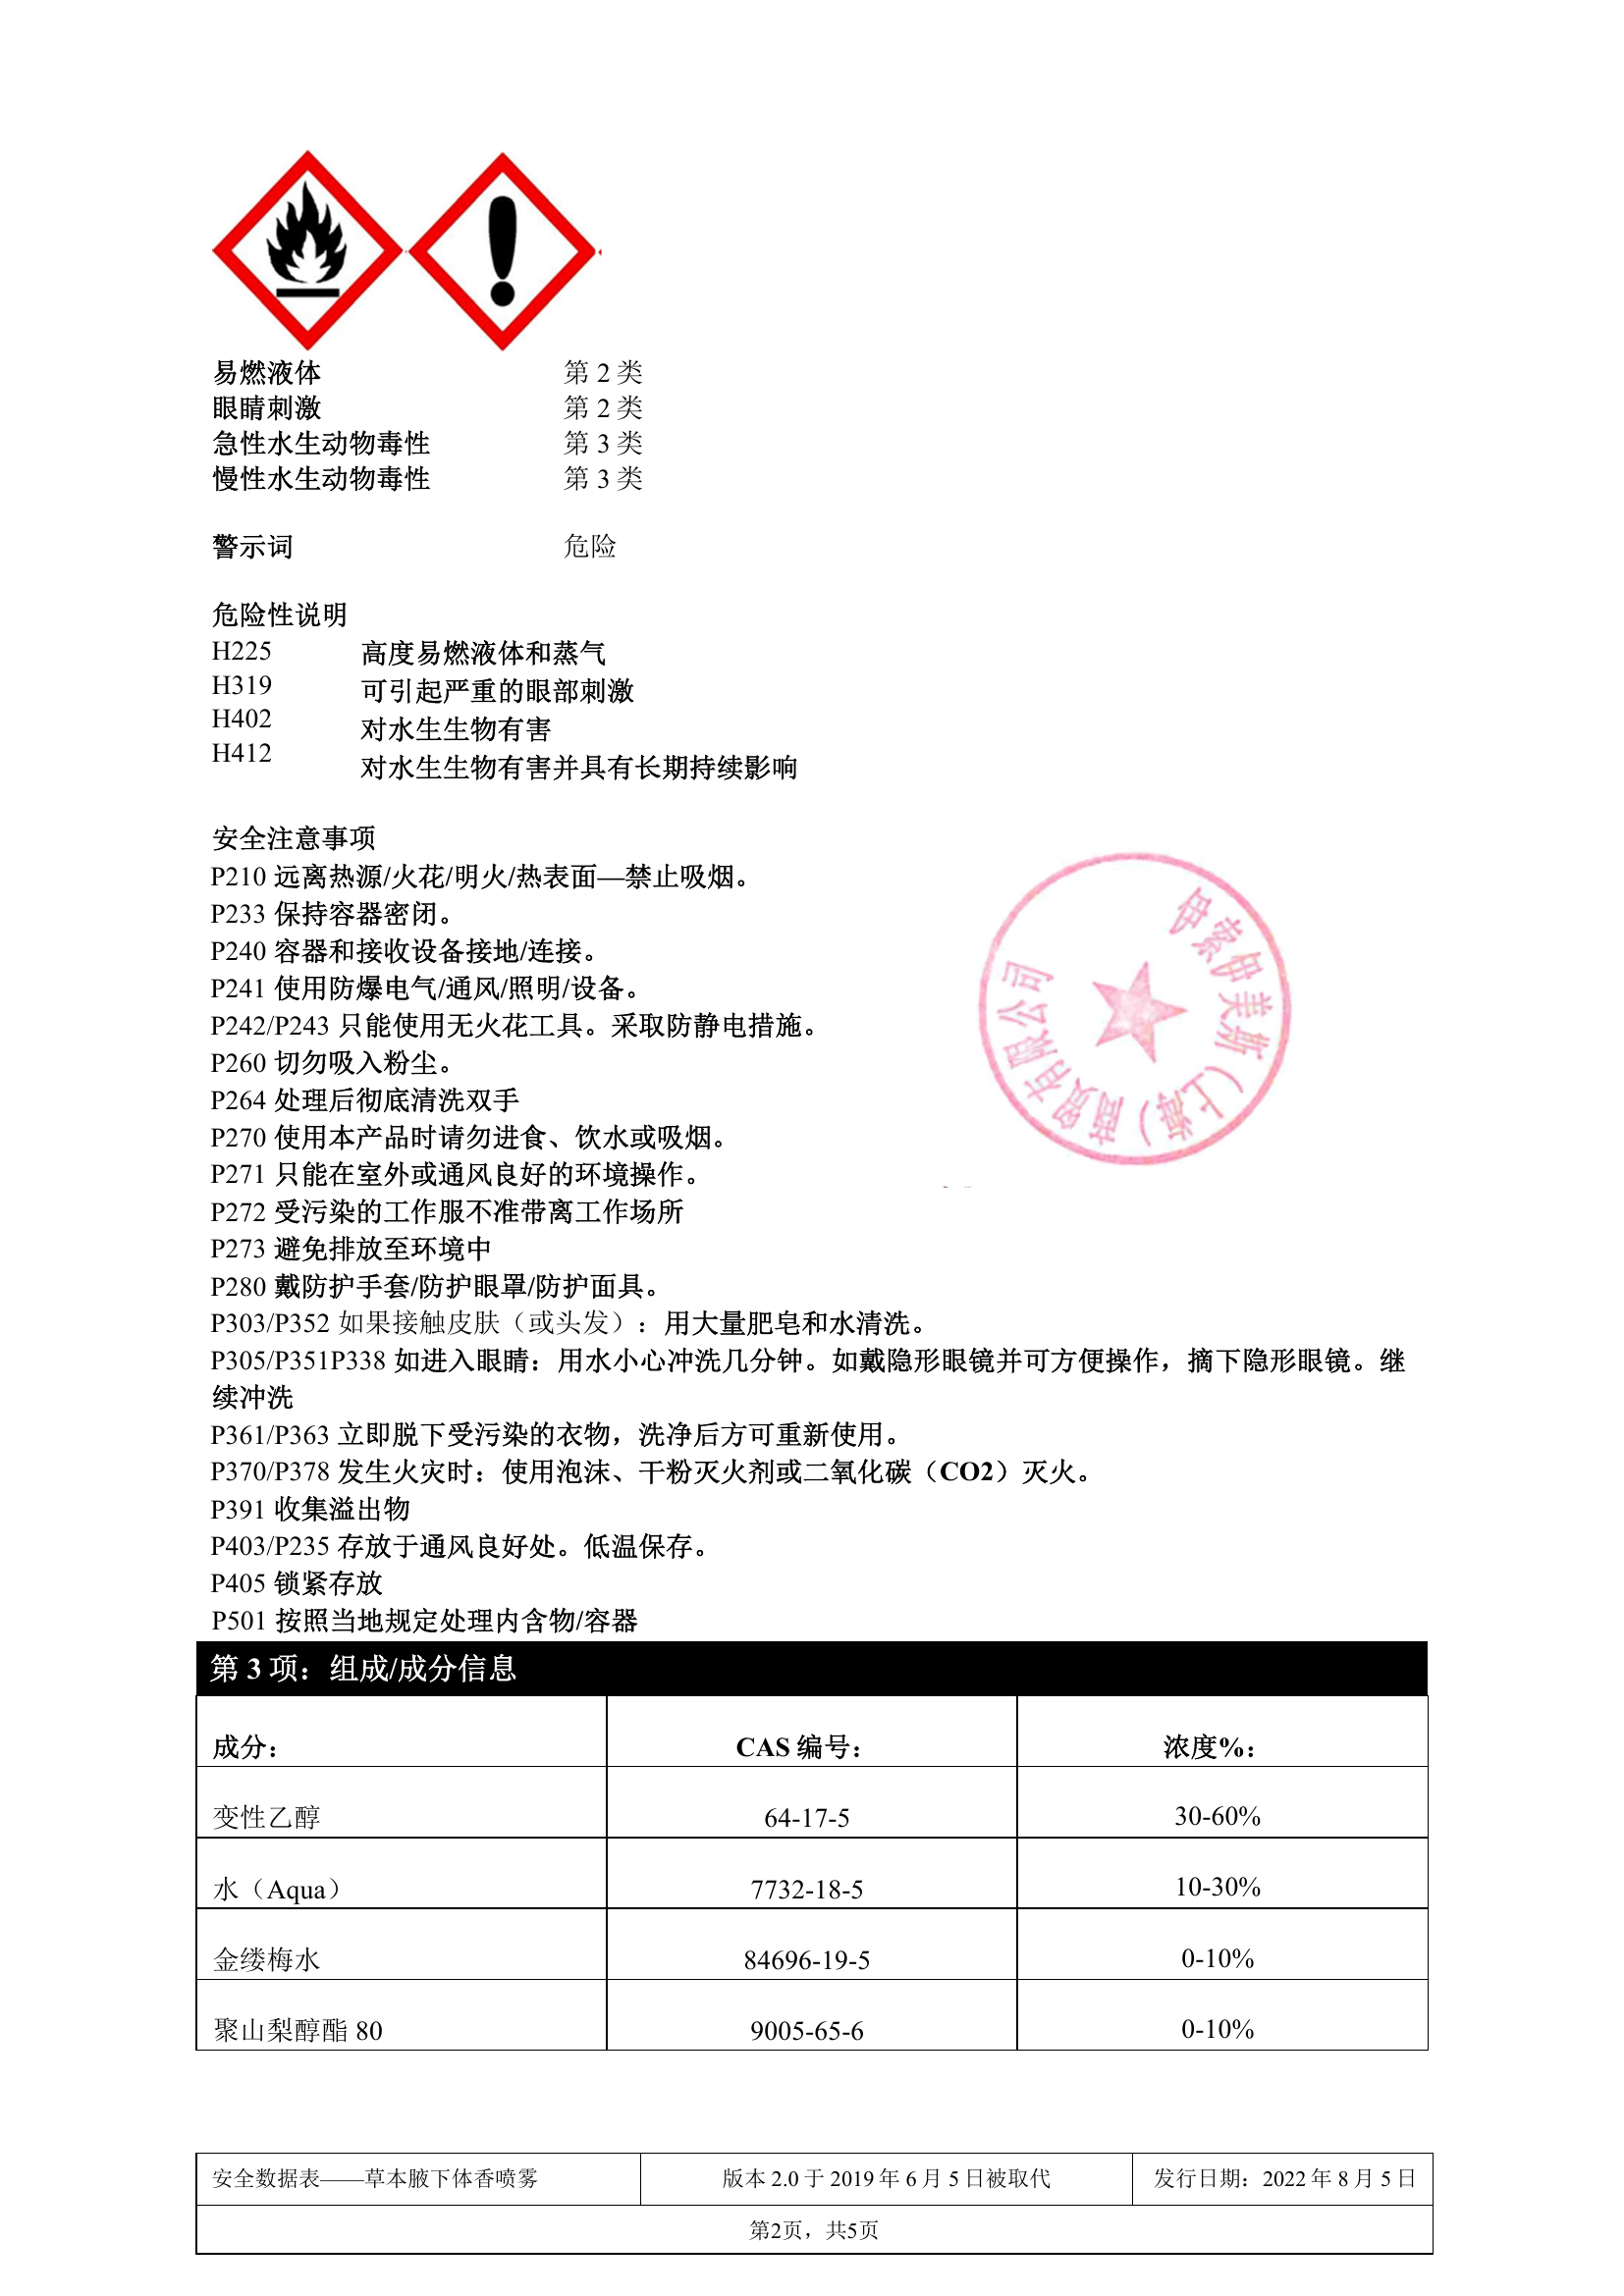 易燃液体 第 2 类
眼睛刺激 第 2 类
急性水生动物毒性 第 3 类
慢性水生动物毒性 第 3 类
警示词 危险
危险性说明
H225 高度易燃液体和蒸气
H319 可引起严重的眼部刺激
H402 对水生生物有害
H412 对水生生物有害并具有长期持续影响
安全注意事项
P210 远离热源/火花/明火/热表面—禁止吸烟。
P233 保持容器密闭。
P240 容器和接收设备接地/连接。
P241 使用防爆电气/通风/照明/设备。
P242/P243 只能使用无火花工具。采取防静电措施。
P260 切勿吸入粉尘。
P264 处理后彻底清洗双手
P270 使用本产品时请勿进食、饮水或吸烟。
P271 只能在室外或通风良好的环境操作。
P272 受污染的工作服不准带离工作场所
P273 避免排放至环境中
P280 戴防护手套/防护眼罩/防护面具。
P303/P352 如果接触皮肤（或头发）：用大量肥皂和水清洗。
P305/P351P338 如进入眼睛：用水小心冲洗几分钟。如戴隐形眼镜并可方便操作，摘下隐形眼镜。继
续冲洗
P361/P363 立即脱下受污染的衣物，洗净后方可重新使用。
P370/P378 发生火灾时：使用泡沫、干粉灭火剂或二氧化碳（CO2）灭火。
P391 收集溢出物
P403/P235 存放于通风良好处。低温保存。
P405 锁紧存放
P501 按照当地规定处理内含物/容器
伊索伊美斯（上海）商贸有限公司
第 3 项：组成/成分信息
成分： CAS 编号： 浓度%：
变性乙醇 64-17-5 30-60%
水（Aqua） 7732-18-5 10-30%
金缕梅水 84696-19-5 0-10%
聚山梨醇酯 80 9005-65-6 0-10%
安全数据表——草本腋下体香喷雾 版本 2.0 于 2019 年 6 月 5 日被取代 发行日期：2022 年 8 月 5 日
第2页，共5页